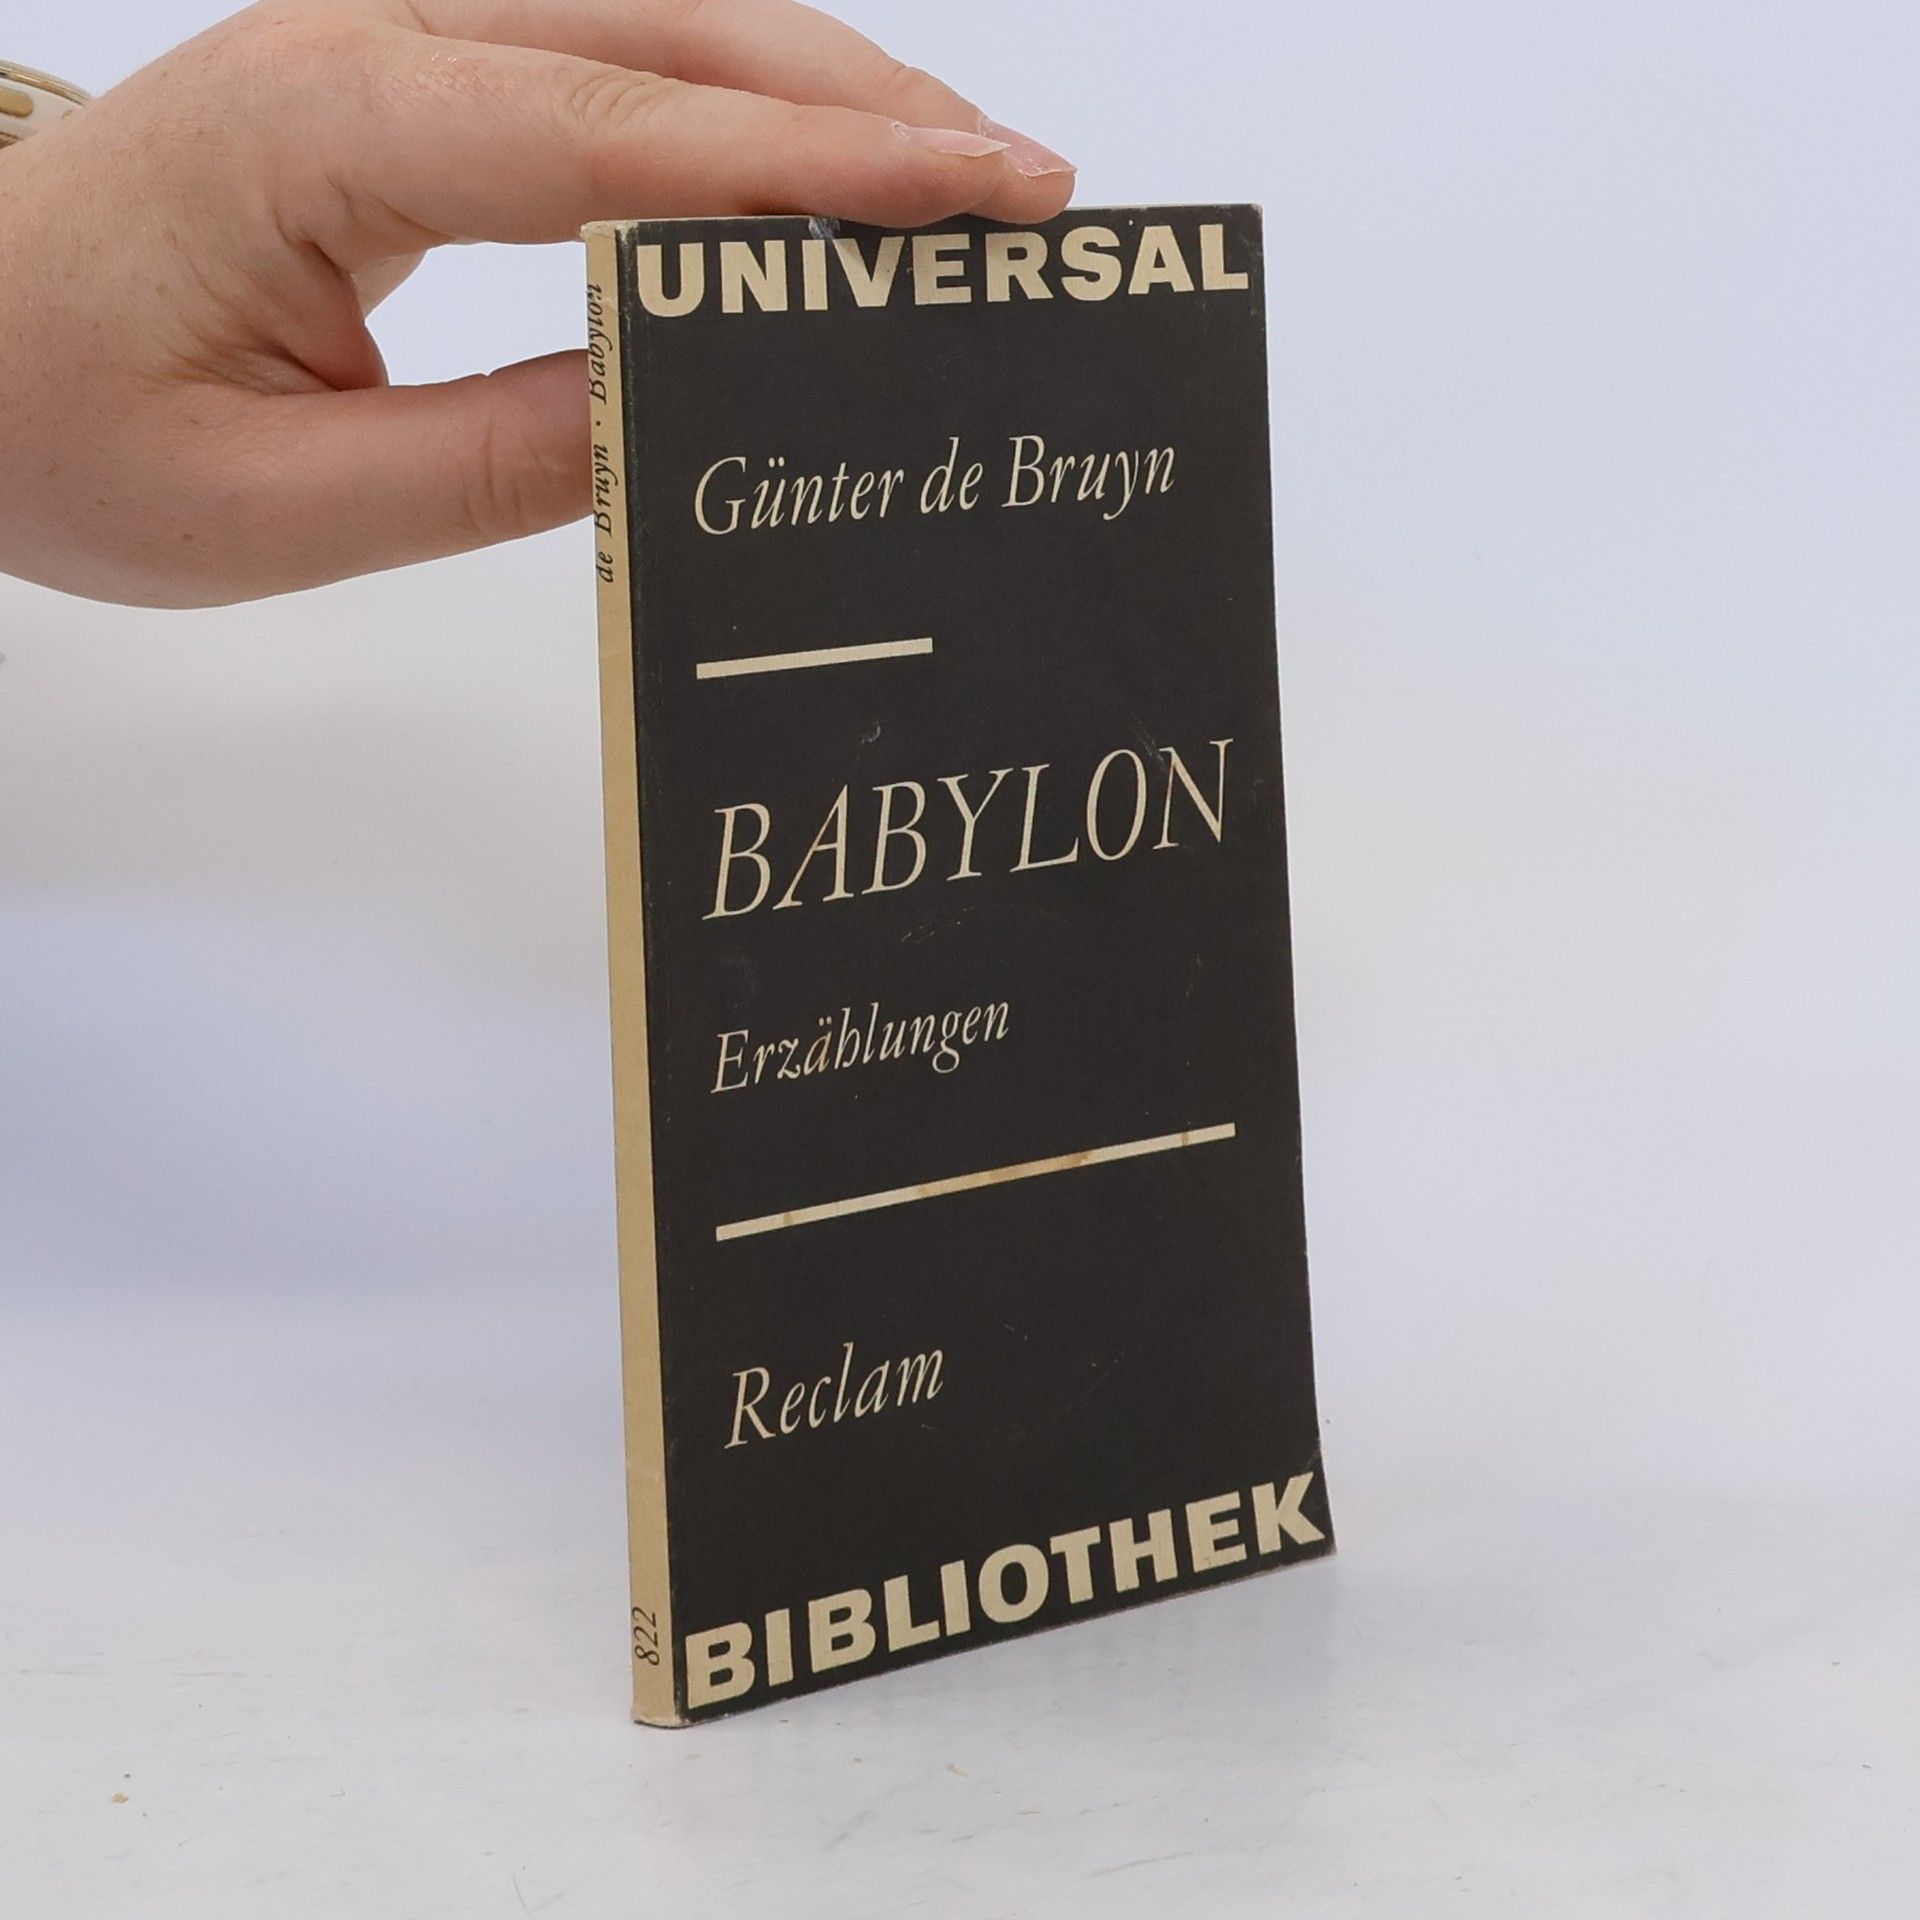 UNIVERSAL
Günter de Bruyn
BABYLON
Erzählungen
Reclam
BIBLIOTHEK
de Bruyn · Babylon
822